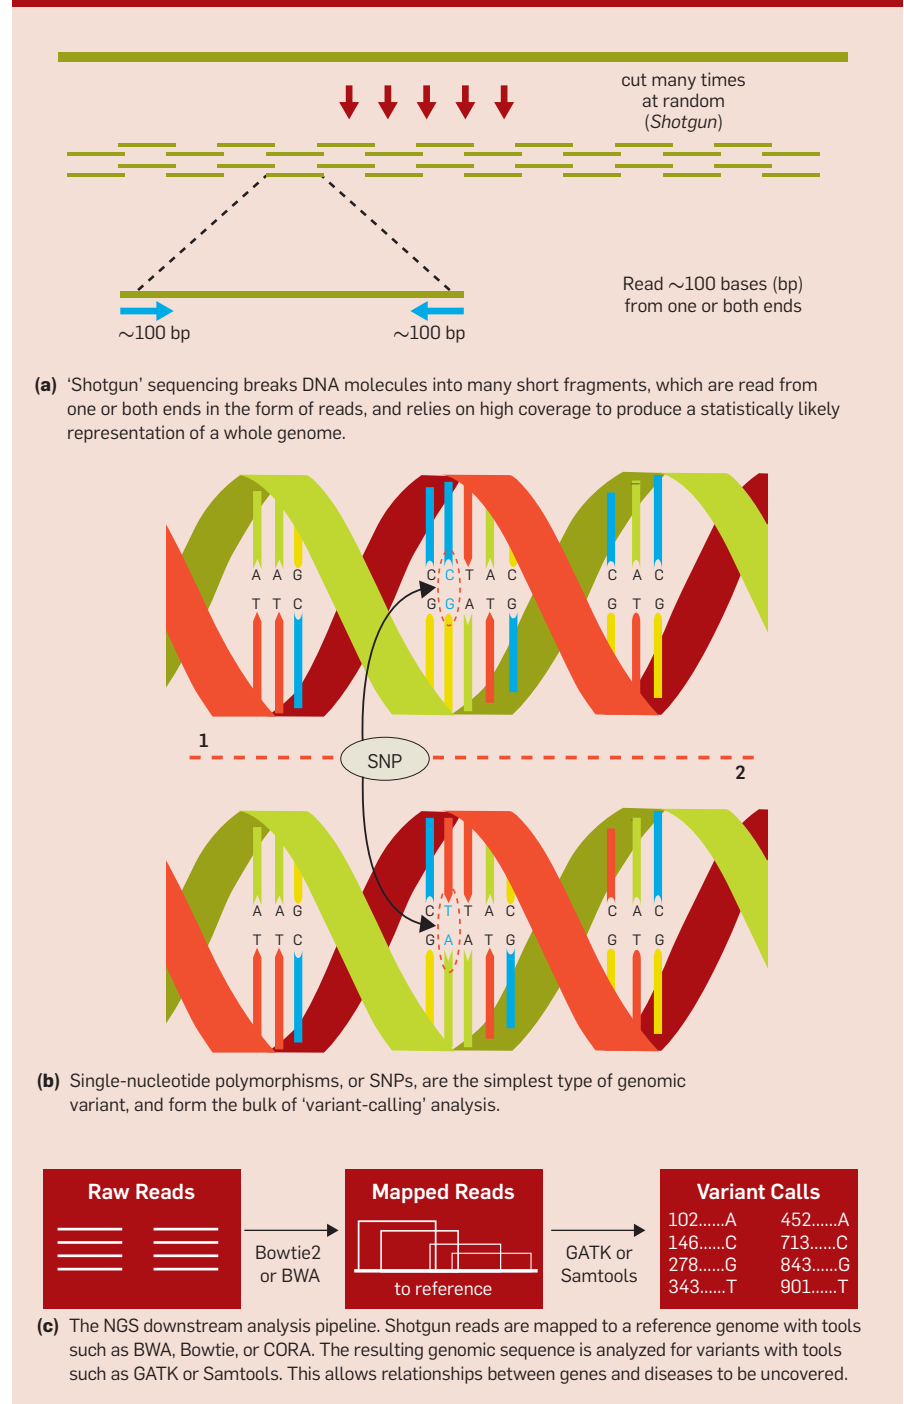 cut many times
at random
(Shotgun)
Read ~100 bases (bp)
from one or both ends
~100 bp
~100 bp
(a) ‘Shotgun’ sequencing breaks DNA molecules into many short fragments, which are read from
one or both ends in the form of reads, and relies on high coverage to produce a statistically likely
representation of a whole genome.
A A G C C T A C C A C
T T C G G A T G G T G
1
SNP
2
A A G C T T A C C A C
T T C G A A T G G T G
(b) Single-nucleotide polymorphisms, or SNPs, are the simplest type of genomic
variant, and form the bulk of ‘variant-calling’ analysis.
Raw Reads
Bowtie2
or BWA
Mapped Reads
to reference
GATK or
Samtools
Variant Calls
102......A 452......A
146......C 713......C
278......G 843......G
343......T 901......T
(c) The NGS downstream analysis pipeline. Shotgun reads are mapped to a reference genome with tools
such as BWA, Bowtie, or CORA. The resulting genomic sequence is analyzed for variants with tools
such as GATK or Samtools. This allows relationships between genes and diseases to be uncovered.